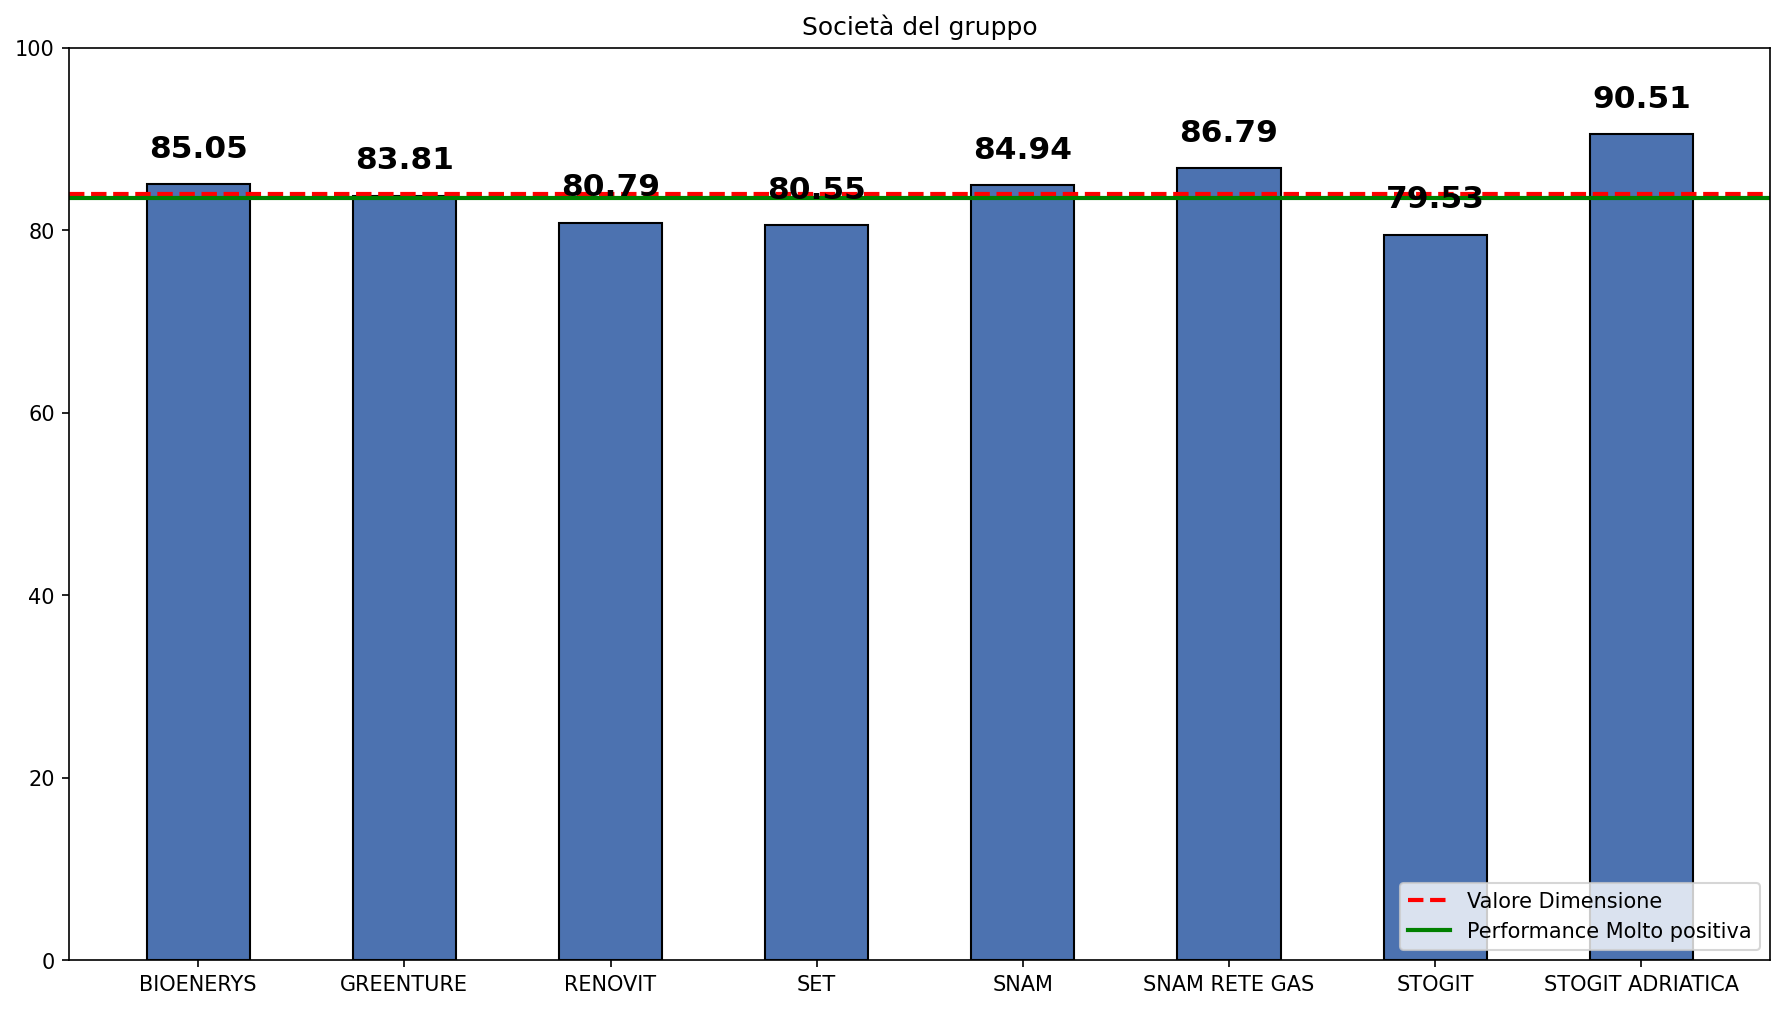 Società del gruppo
100
80
60
40
20
0
85.05
83.81
80.79
80.55
84.94
86.79
79.53
90.51
BIOENERYS
GREENTURE
RENOVIT
SET
SNAM
SNAM RETE GAS
STOGIT
STOGIT ADRIATICA
Valore Dimensione
Performance Molto positiva